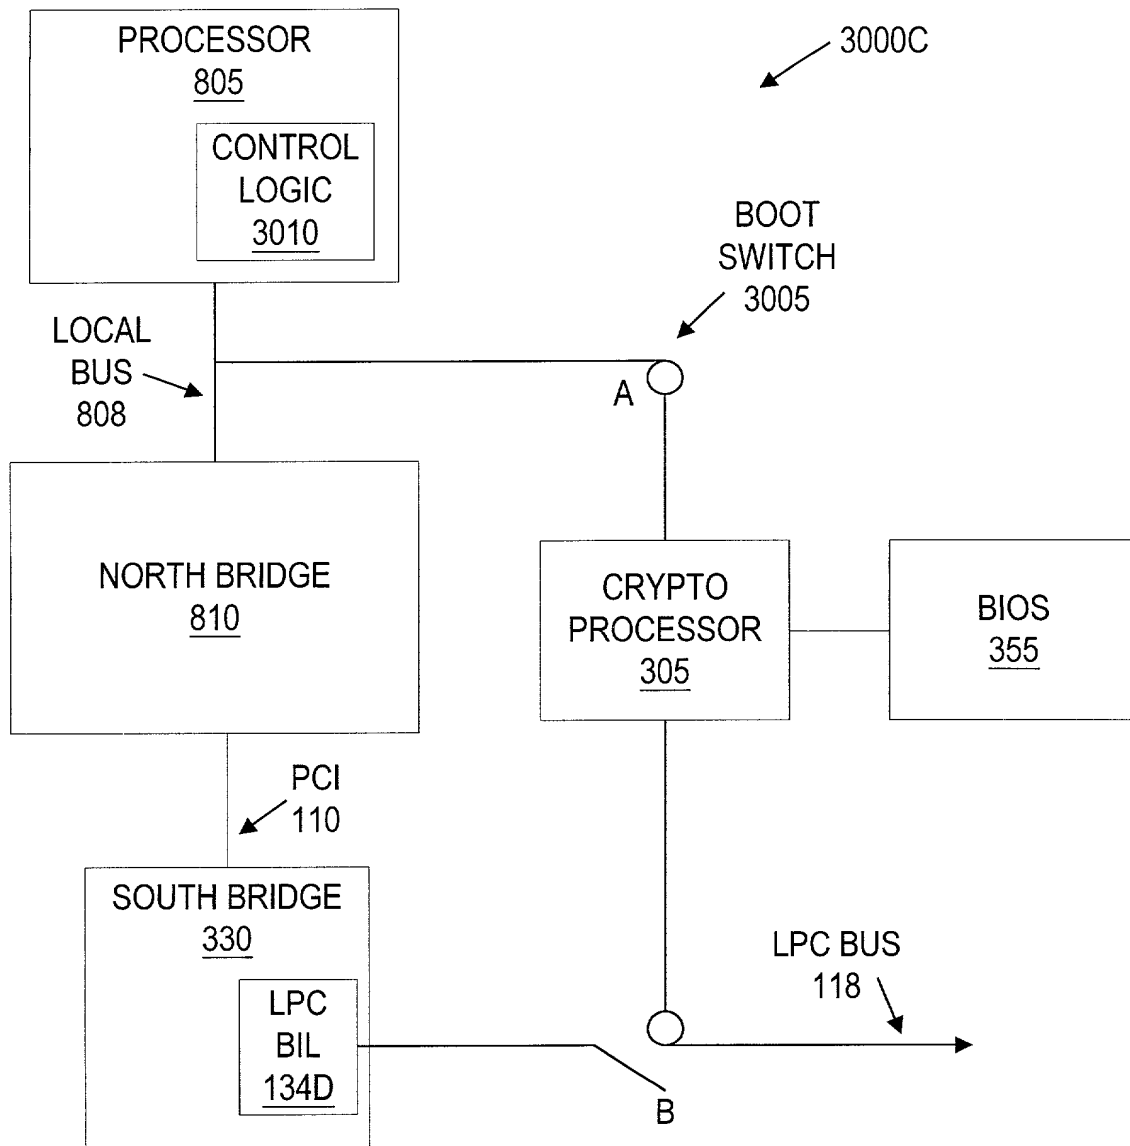 PROCESSOR
805
3000C
CONTROL
LOGIC
3010
BOOT
SWITCH
3005
LOCAL
BUS
808
A
NORTH BRIDGE
810
CRYPTO
PROCESSOR
305
BIOS
355
PCI
110
SOUTH BRIDGE
330
LPC BUS
118
LPC
BIL
134D
B